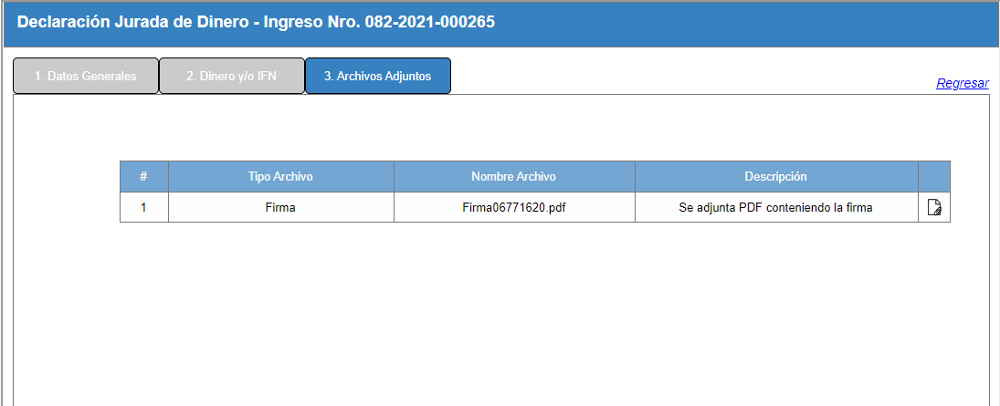 Declaración Jurada de Dinero - Ingreso Nro. 082-2021-000265
1. Datos Generales 2. Dinero y/o IFN 3. Archivos Adjuntos
Regresar
# Tipo Archivo Nombre Archivo Descripción
1 Firma Firma06771620.pdf Se adjunta PDF conteniendo la firma